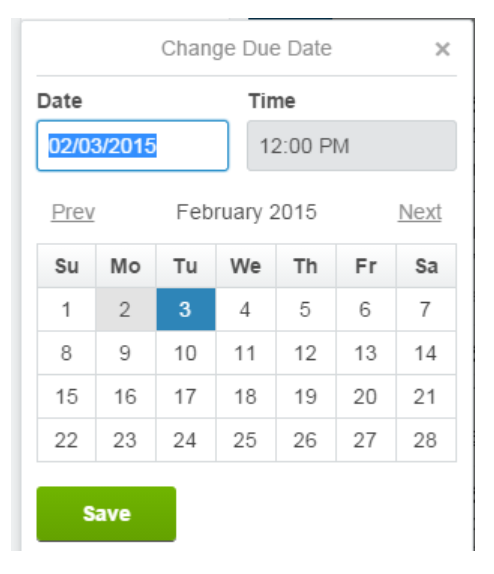 Change Due Date ×
Date Time
02/03/2015 12:00 PM
Prev February 2015 Next
Su Mo Tu We Th Fr Sa
1 2 3 4 5 6 7
8 9 10 11 12 13 14
15 16 17 18 19 20 21
22 23 24 25 26 27 28
Save